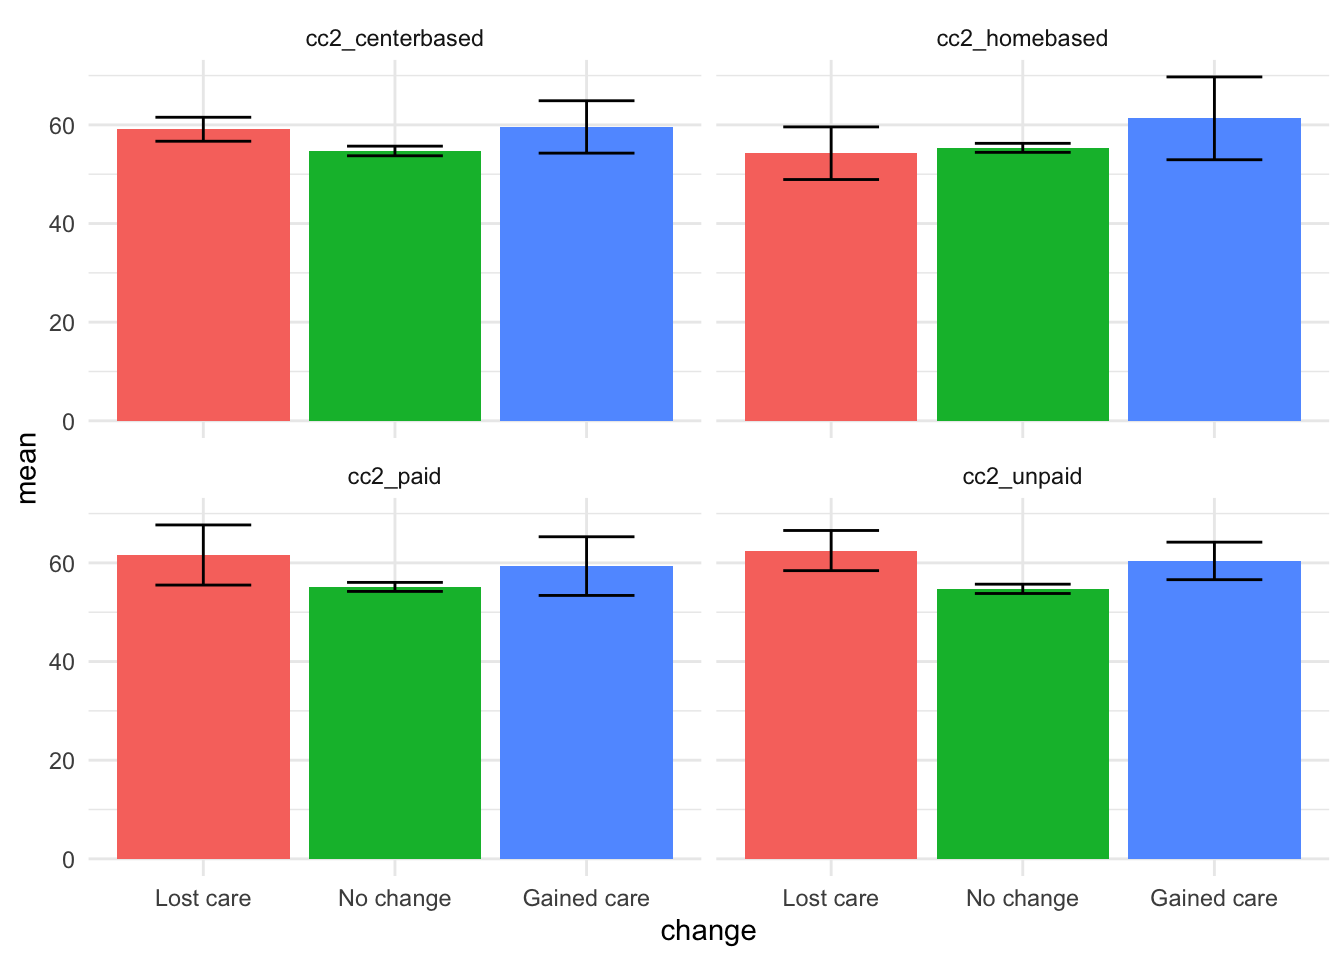 cc2_centerbased
cc2_homebased
60
40
20
0
cc2_paid
cc2_unpaid
60
40
20
0
mean
Lost care
No change
Gained care
Lost care
No change
Gained care
change